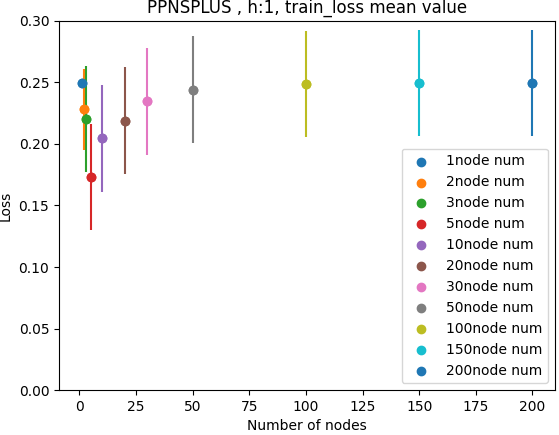 PPNSPLUS , h:1, train_loss mean value
0.30
0.25
0.20
0.15
0.10
0.05
0.00
Loss
0 25 50 75 100 125 150 175 200
Number of nodes
1node num
2node num
3node num
5node num
10node num
20node num
30node num
50node num
100node num
150node num
200node num